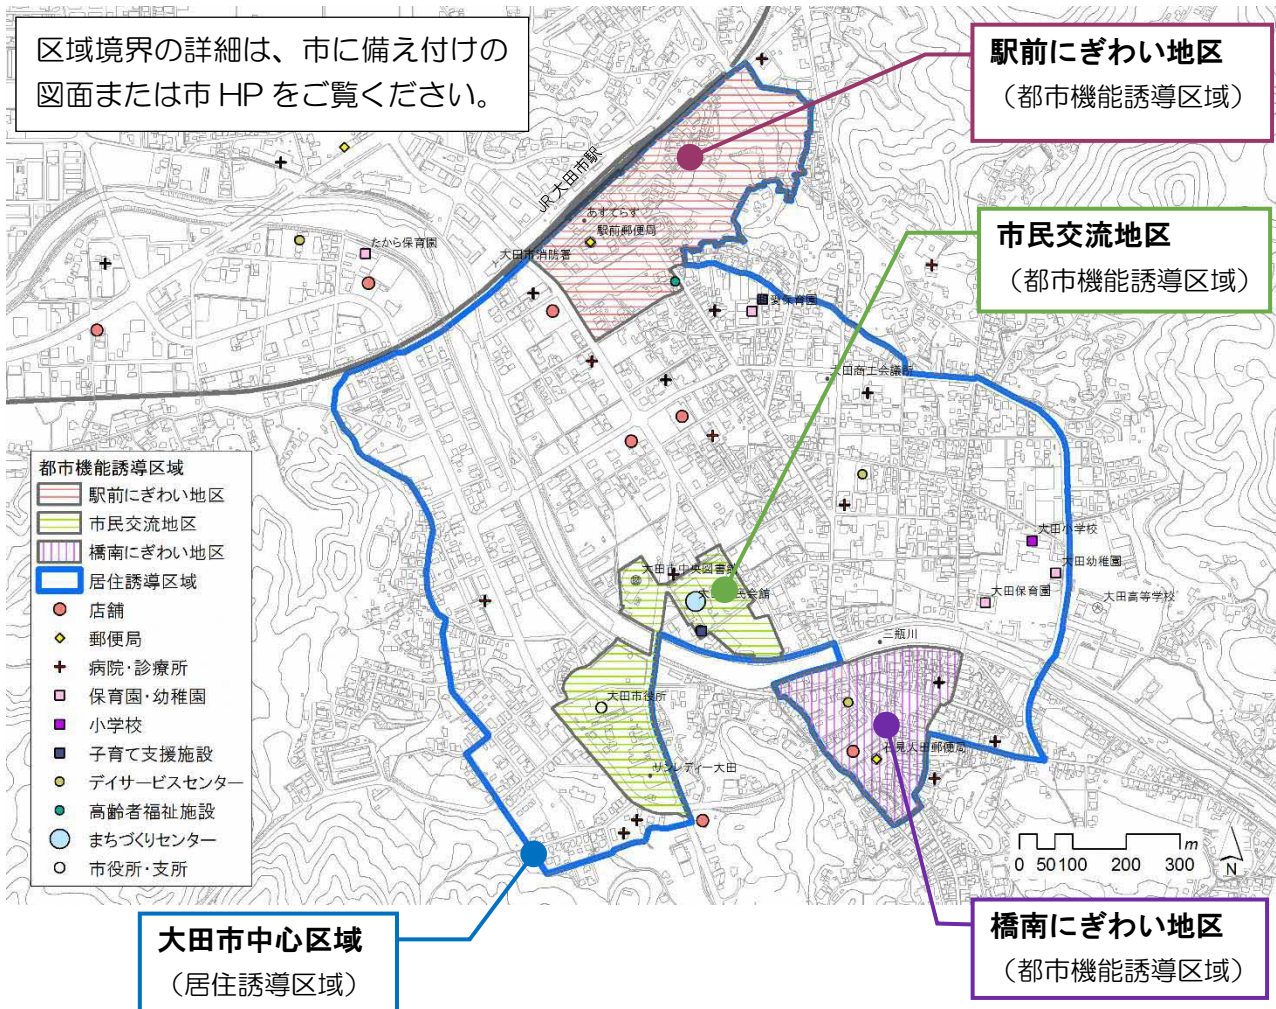 区域境界の詳細は、市に備え付けの
図面または市 HP をご覧ください。
駅前にぎわい地区
（都市機能誘導区域）
市民交流地区
（都市機能誘導区域）
JR大田市駅
あすてらす
駅前郵便局
大田市消防署
たから保育園
愛保育園
大田商工会議所
大田小学校
大田幼稚園
大田保育園
大田高等学校
大田市中央図書館
三瓶川
大田市役所
サンレディー大田
石見大田郵便局
都市機能誘導区域
駅前にぎわい地区
市民交流地区
橋南にぎわい地区
居住誘導区域
店舗
郵便局
病院・診療所
保育園・幼稚園
小学校
子育て支援施設
デイサービスセンター
高齢者福祉施設
まちづくりセンター
市役所・支所
m
0 50 100 200 300
N
大田市中心区域
（居住誘導区域）
橋南にぎわい地区
（都市機能誘導区域）